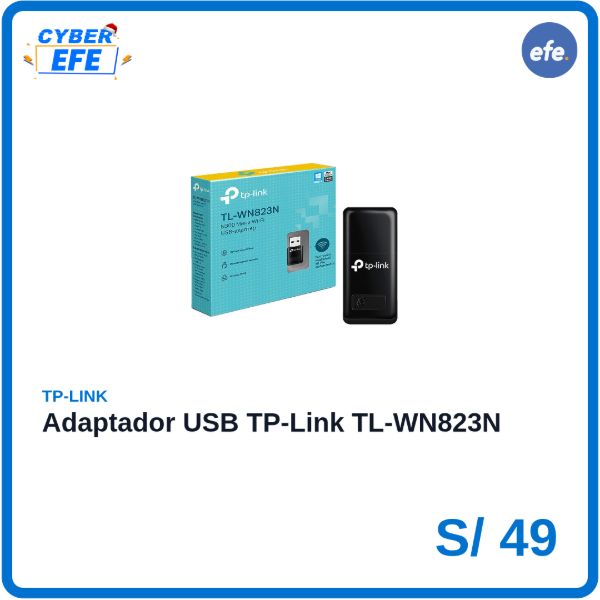 CYBER
EFE
efe.
tp-link
TL-WN823N
tp-link
TP-LINK
Adaptador USB TP-Link TL-WN823N
S/ 49